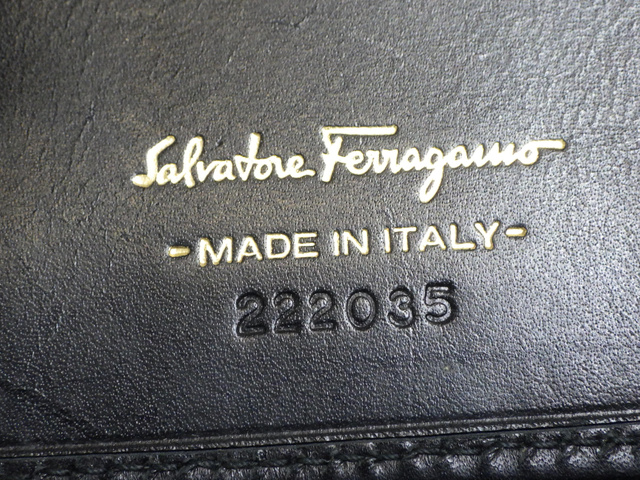 Salvatore Ferragamo
-MADE IN ITALY-
222035